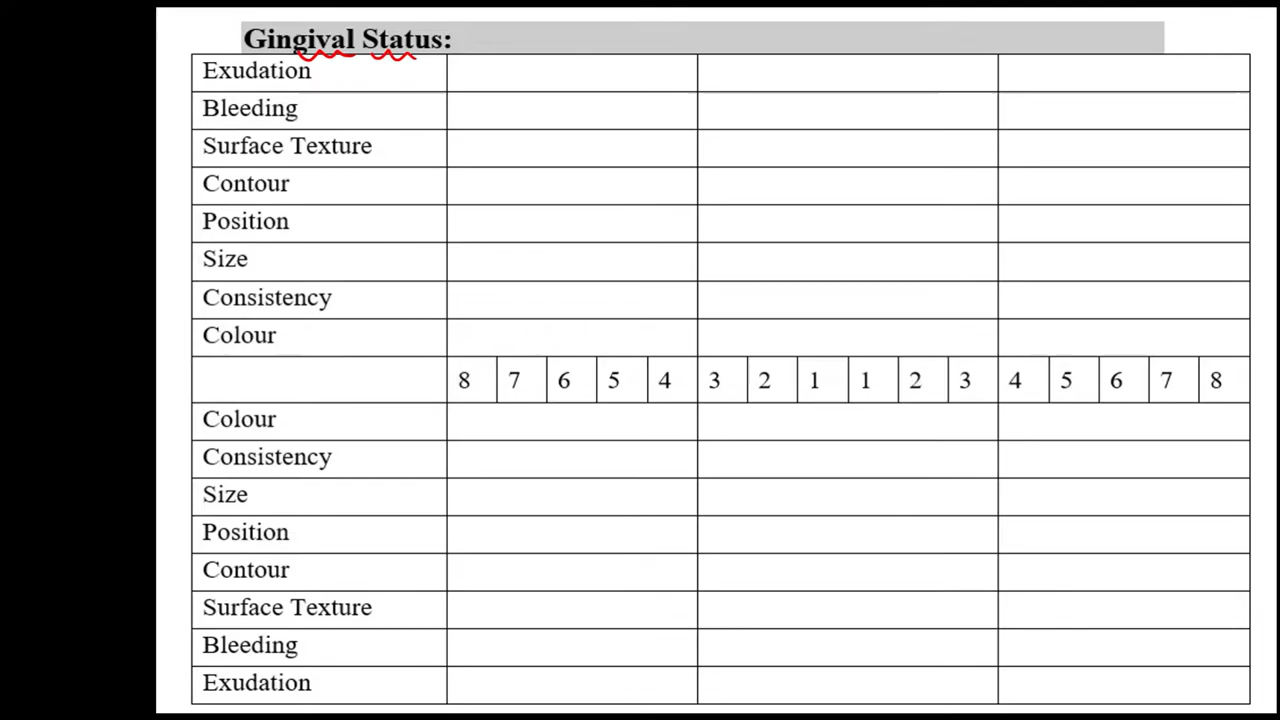 Gingival Status:
Exudation
Bleeding
Surface Texture
Contour
Position
Size
Consistency
Colour
8 7 6 5 4 3 2 1 1 2 3 4 5 6 7 8
Colour
Consistency
Size
Position
Contour
Surface Texture
Bleeding
Exudation